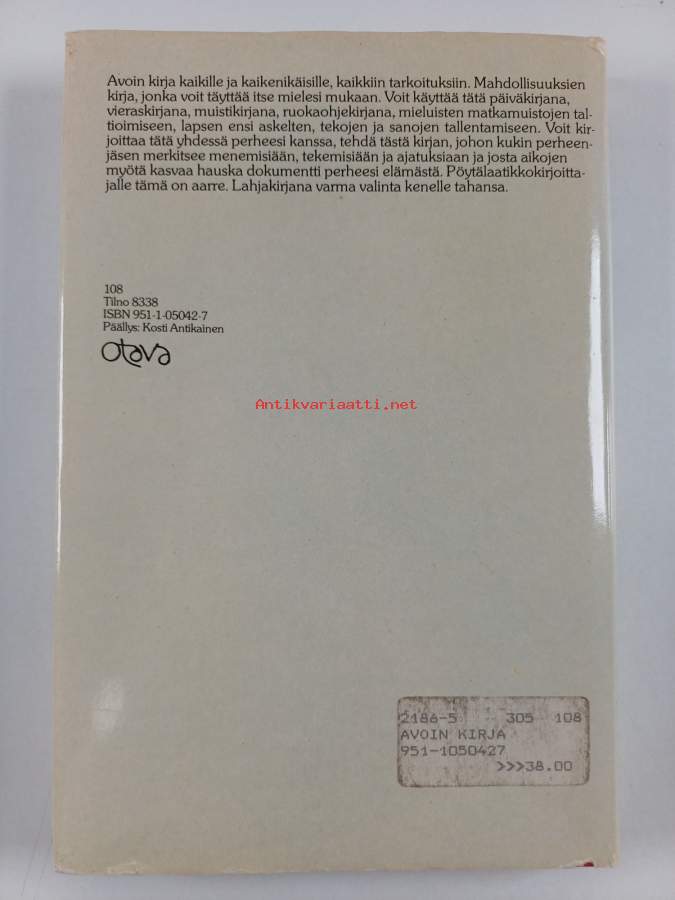 Avoin kirja kaikille ja kaikenikäisille, kaikkiin tarkoituksiin. Mahdollisuuksien
kirja, jonka voit täyttää itse mielesi mukaan. Voit käyttää tätä päiväkirjana,
vieraskirjana, muistikirjana, ruokaohjekirjana, mieluisten matkamuistojen tal-
tioimiseen, lapsen ensi askelten, tekojen ja sanojen tallentamiseen. Voit kir-
joittaa tätä yhdessä perheesi kanssa, tehdä tästä kirjan, johon kukin perheen-
jäsen merkitsee menemisiään, tekemisiään ja ajatuksiaan ja josta aikojen
myötä kasvaa hauska dokumentti perheesi elämästä. Pöytälaatikkokirjoitta-
jalle tämä on aarre. Lahjakirjana varma valinta kenelle tahansa.
108
Tilno 8338
ISBN 951-1-05042-7
Päällys: Kosti Antikainen
otava
Antikvariaatti.net
2186-5 305 108
AVOIN KIRJA
951-1050427
>>>38.00